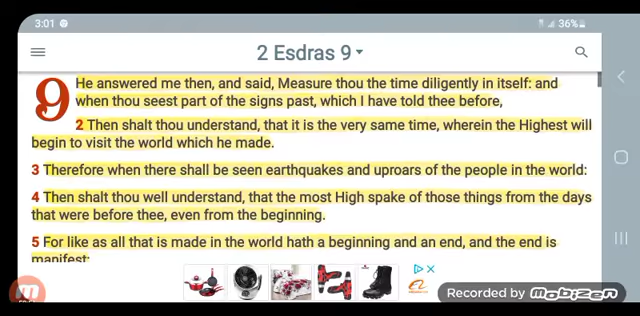 3:01 36%
2 Esdras 9
9 He answered me then, and said, Measure thou the time diligently in itself: and
when thou seest part of the signs past, which I have told thee before,
2 Then shalt thou understand, that it is the very same time, wherein the Highest will
begin to visit the world which he made.
3 Therefore when there shall be seen earthquakes and uproars of the people in the world:
4 Then shalt thou well understand, that the most High spake of those things from the days
that were before thee, even from the beginning.
5 For like as all that is made in the world hath a beginning and an end, and the end is
manifest:
Recorded by MOBIZEN